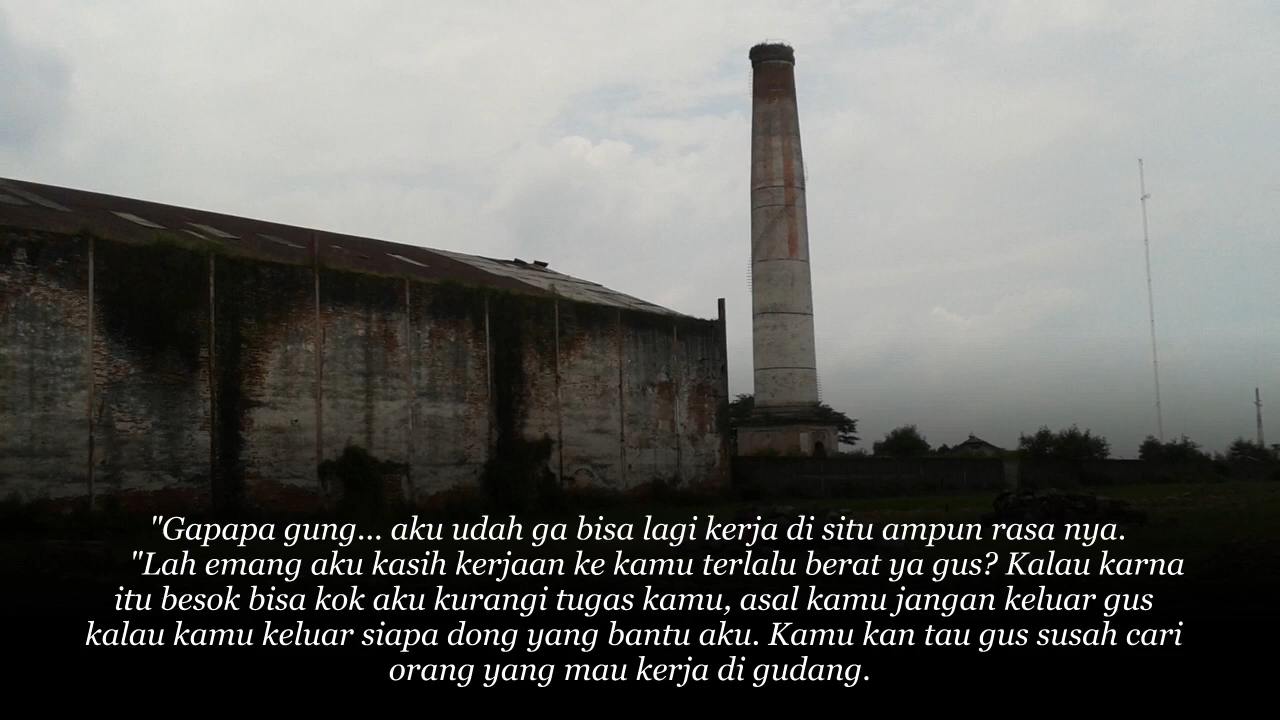 "Gapapa gung... aku udah ga bisa lagi kerja di situ ampun rasa nya.
"Lah emang aku kasih kerjaan ke kamu terlalu berat ya gus? Kalau karna
itu besok bisa kok aku kurangi tugas kamu, asal kamu jangan keluar gus
kalau kamu keluar siapa dong yang bantu aku. Kamu kan tau gus susah cari
orang yang mau kerja di gudang.